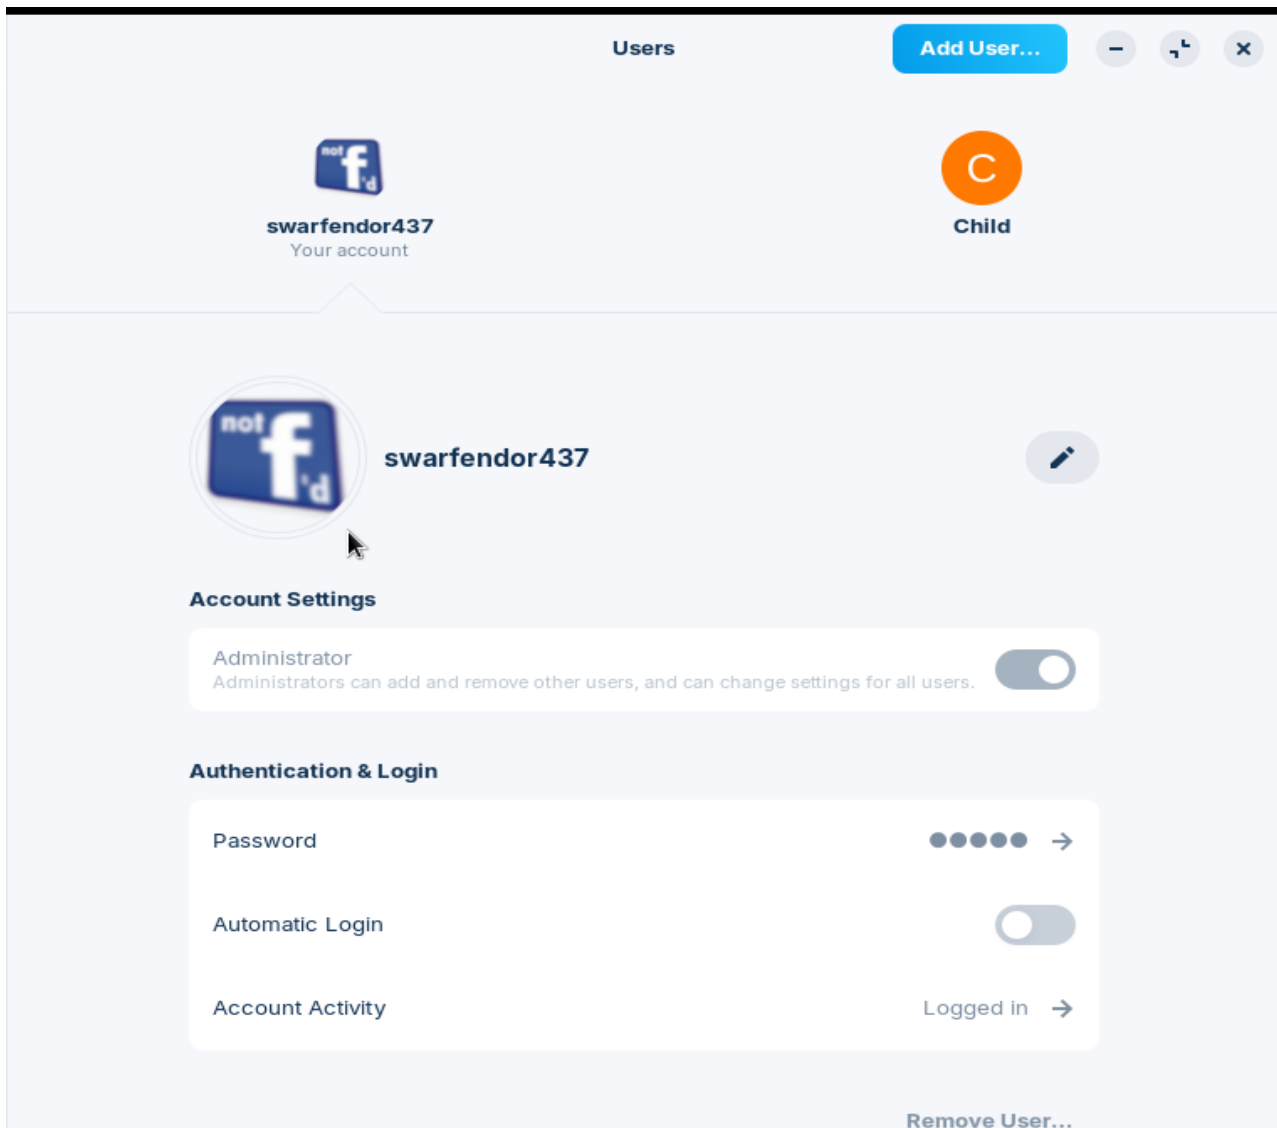 Users
Add User...
not
f
'd
C
swarfendor437
Child
Your account
not
f
'd
swarfendor437
Account Settings
Administrator
Administrators can add and remove other users, and can change settings for all users.
Authentication & Login
Password
Automatic Login
Account Activity
Logged in
Remove User...